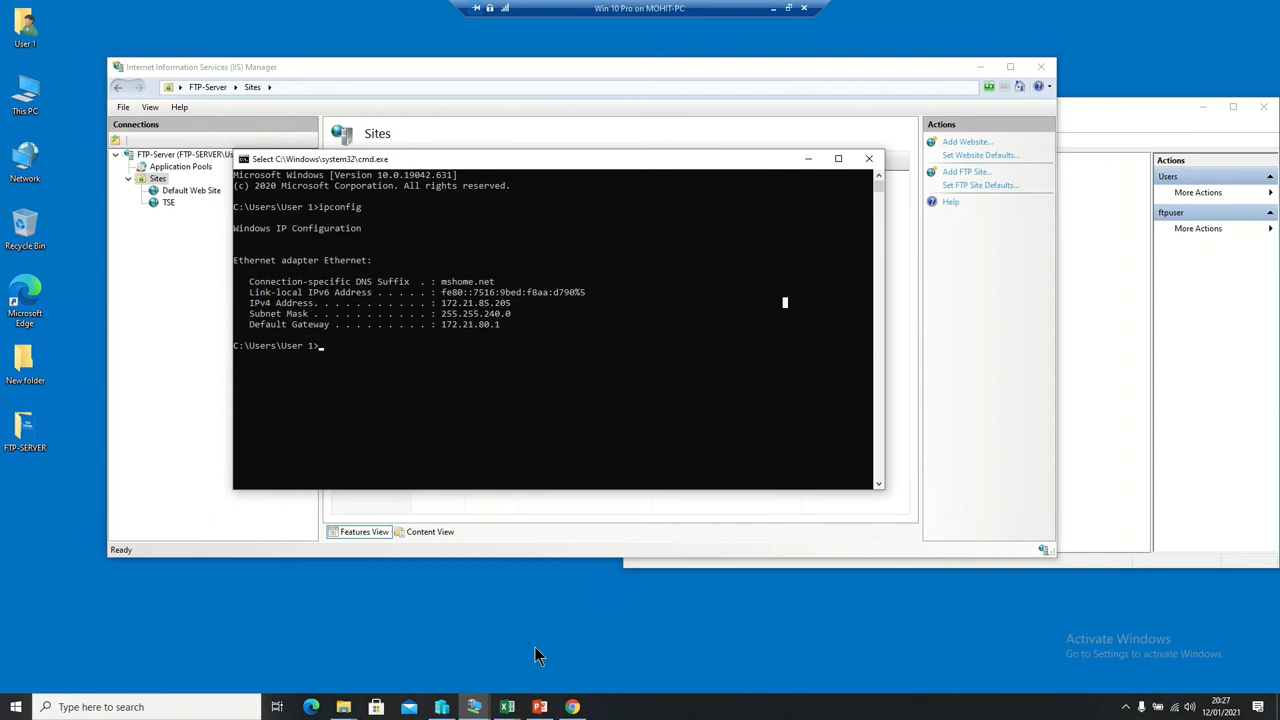 Win 10 Pro on MOHIT-PC
User 1
This PC
Network
Recycle Bin
Microsoft
Edge
New folder
FTP-SERVER
Internet Information Services (IIS) Manager
FTP-Server
Sites
File
View
Help
Connections
FTP-Server (FTP-SERVER\Us
Application Pools
Sites
Default Web Site
TSE
Sites
Select C:\Windows\system32\cmd.exe
Microsoft Windows [Version 10.0.19042.631]
(c) 2020 Microsoft Corporation. All rights reserved.
C:\Users\User 1>ipconfig
Windows IP Configuration
Ethernet adapter Ethernet:
Connection-specific DNS Suffix . : mshome.net
Link-local IPv6 Address . . . . . : fe80::7516:9bed:f8aa:d790%5
IPv4 Address. . . . . . . . . . . : 172.21.85.205
Subnet Mask . . . . . . . . . . . : 255.255.240.0
Default Gateway . . . . . . . . . : 172.21.80.1
C:\Users\User 1>_
Features View
Content View
Ready
Actions
Add Website...
Set Website Defaults...
Add FTP Site...
Set FTP Site Defaults...
Help
Actions
Users
More Actions
ftpuser
More Actions
Activate Windows
Go to Settings to activate Windows.
Type here to search
20:27
12/01/2021